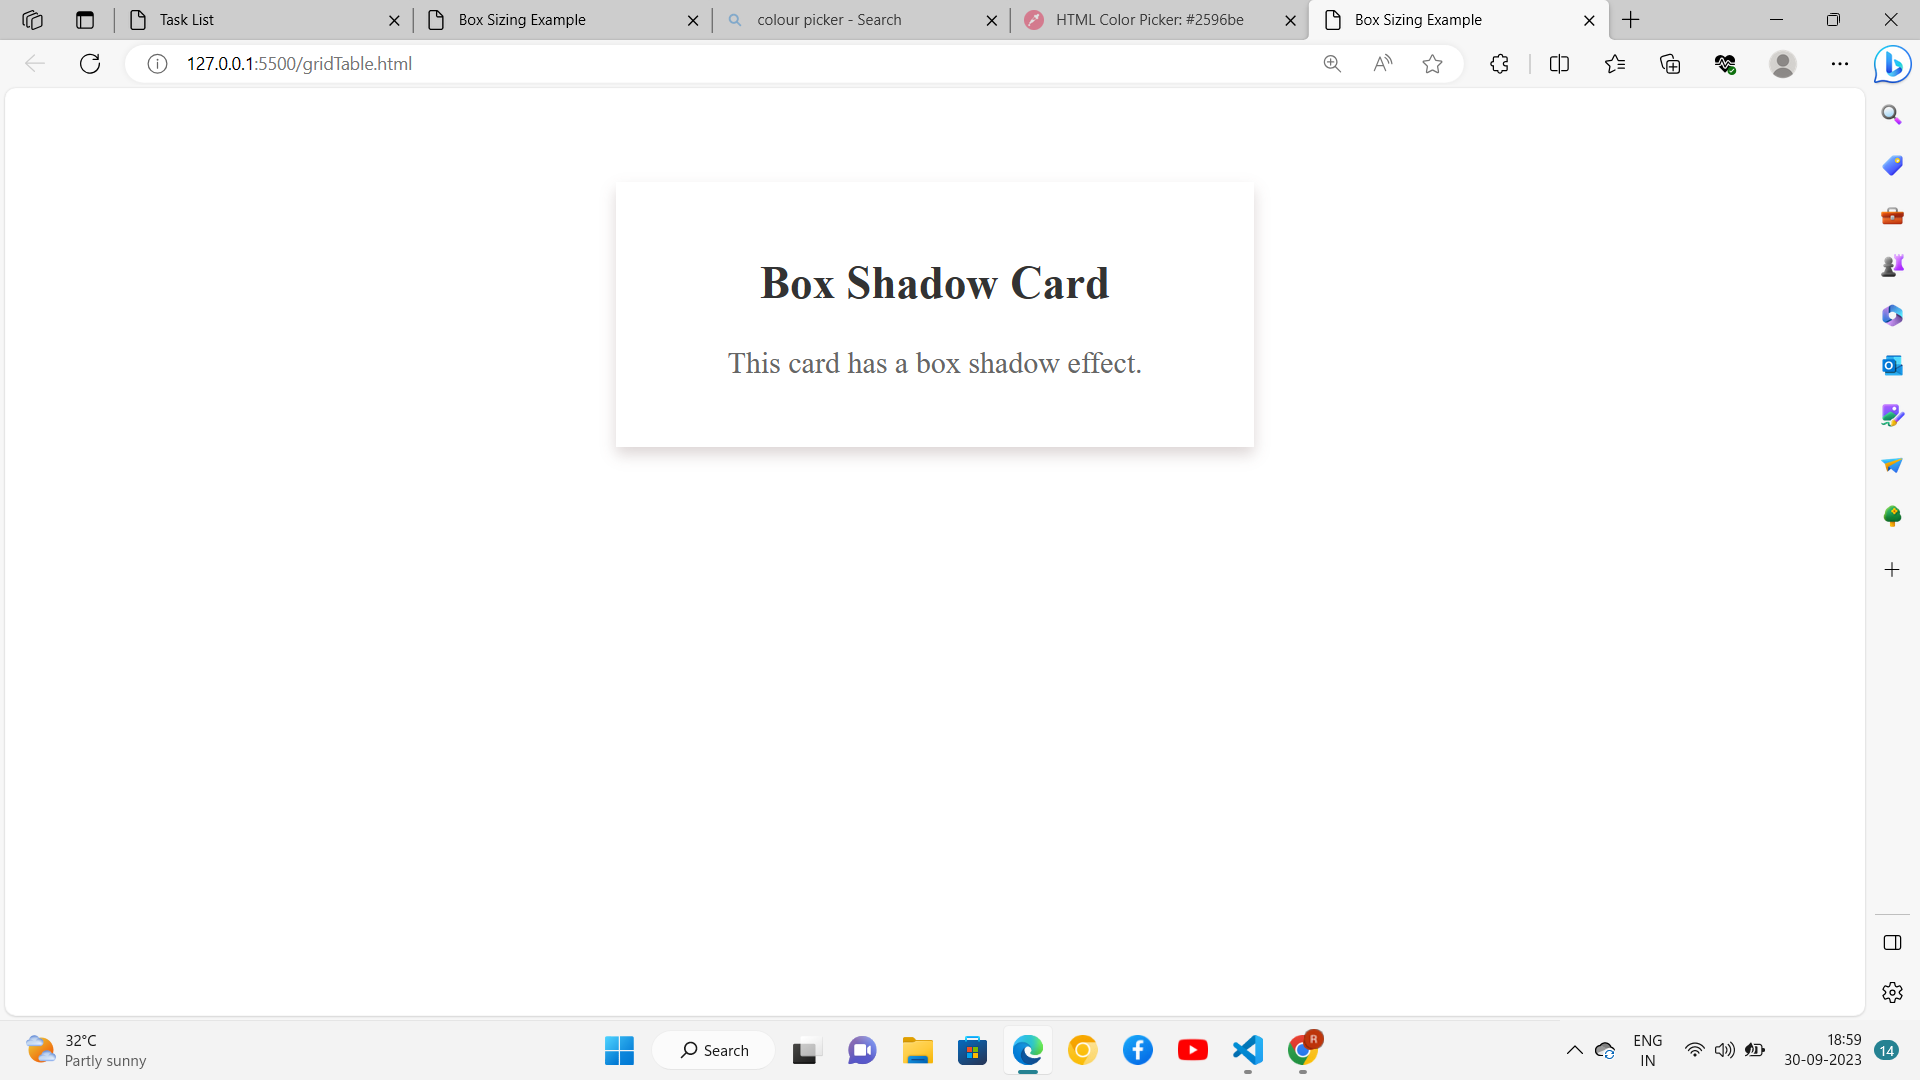 Task List
Box Sizing Example
colour picker - Search
HTML Color Picker: #2596be
Box Sizing Example
127.0.0.1:5500/gridTable.html
Box Shadow Card
This card has a box shadow effect.
32°C
Partly sunny
Search
R
ENG
IN
18:59
30-09-2023
14